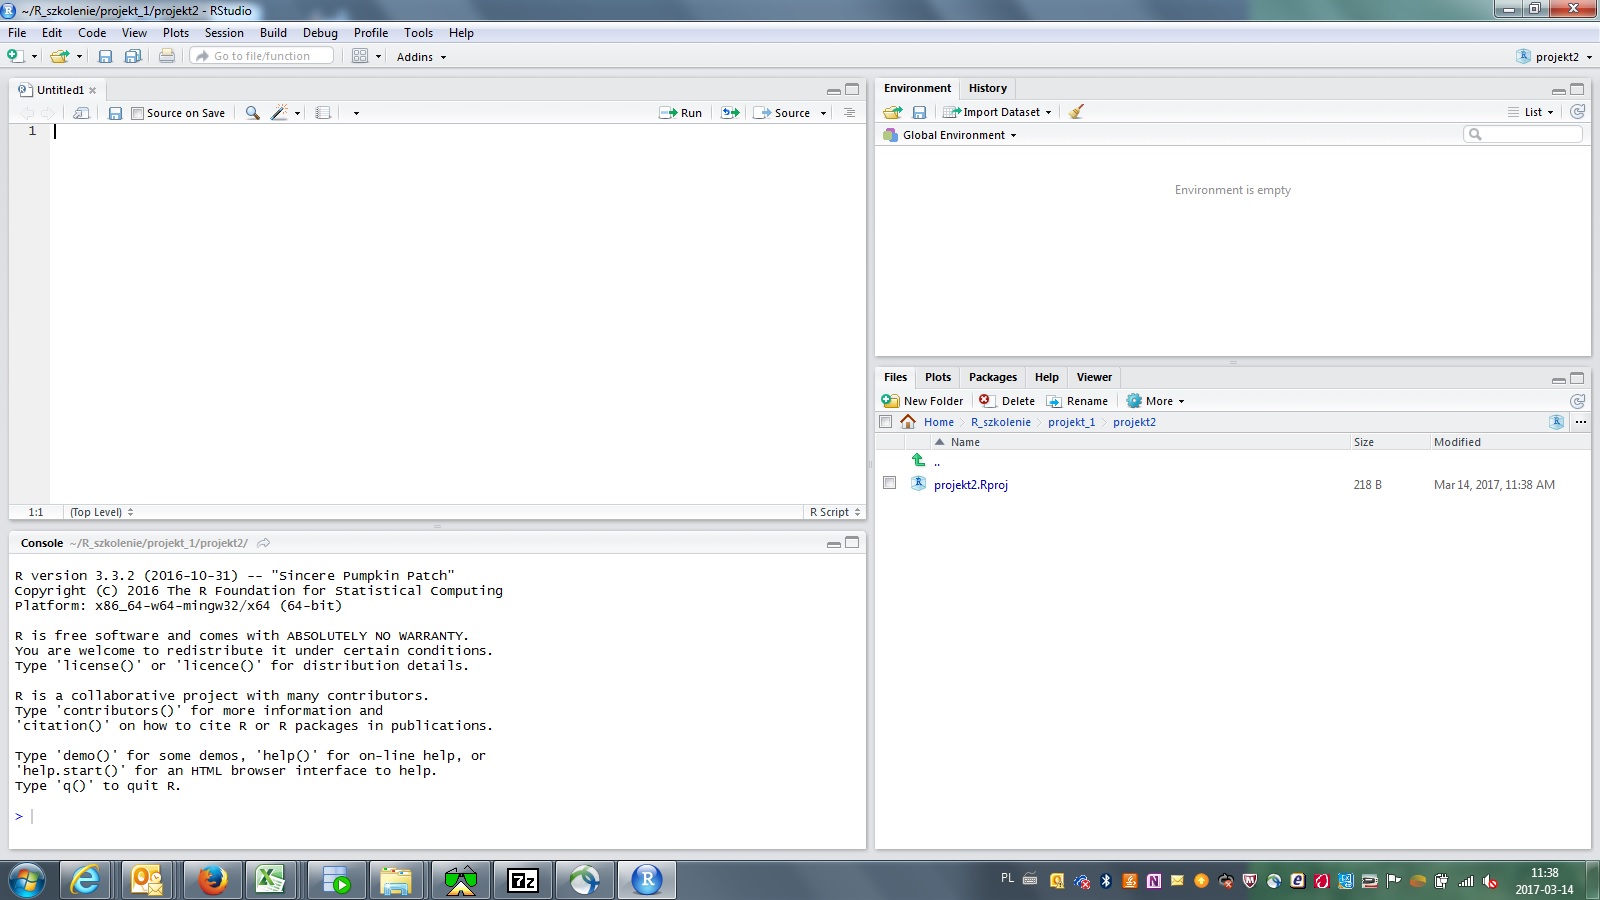 ~/R_szkolenie/projekt_1/projekt2 - RStudio
File Edit Code View Plots Session Build Debug Profile Tools Help
Go to file/function Addins projekt2
Untitled1
Source on Save Run Source
1
1:1 (Top Level) R Script
Console ~/R_szkolenie/projekt_1/projekt2/
R version 3.3.2 (2016-10-31) -- "Sincere Pumpkin Patch"
Copyright (C) 2016 The R Foundation for Statistical Computing
Platform: x86_64-w64-mingw32/x64 (64-bit)
R is free software and comes with ABSOLUTELY NO WARRANTY.
You are welcome to redistribute it under certain conditions.
Type 'license()' or 'licence()' for distribution details.
R is a collaborative project with many contributors.
Type 'contributors()' for more information and
'citation()' on how to cite R or R packages in publications.
Type 'demo()' for some demos, 'help()' for on-line help, or
'help.start()' for an HTML browser interface to help.
Type 'q()' to quit R.
>
Environment History
Import Dataset List
Global Environment
Environment is empty
Files Plots Packages Help Viewer
New Folder Delete Rename More
Home R_szkolenie projekt_1 projekt2 ...
Name Size Modified
..
projekt2.Rproj 218 B Mar 14, 2017, 11:38 AM
7z
PL
11:38
2017-03-14